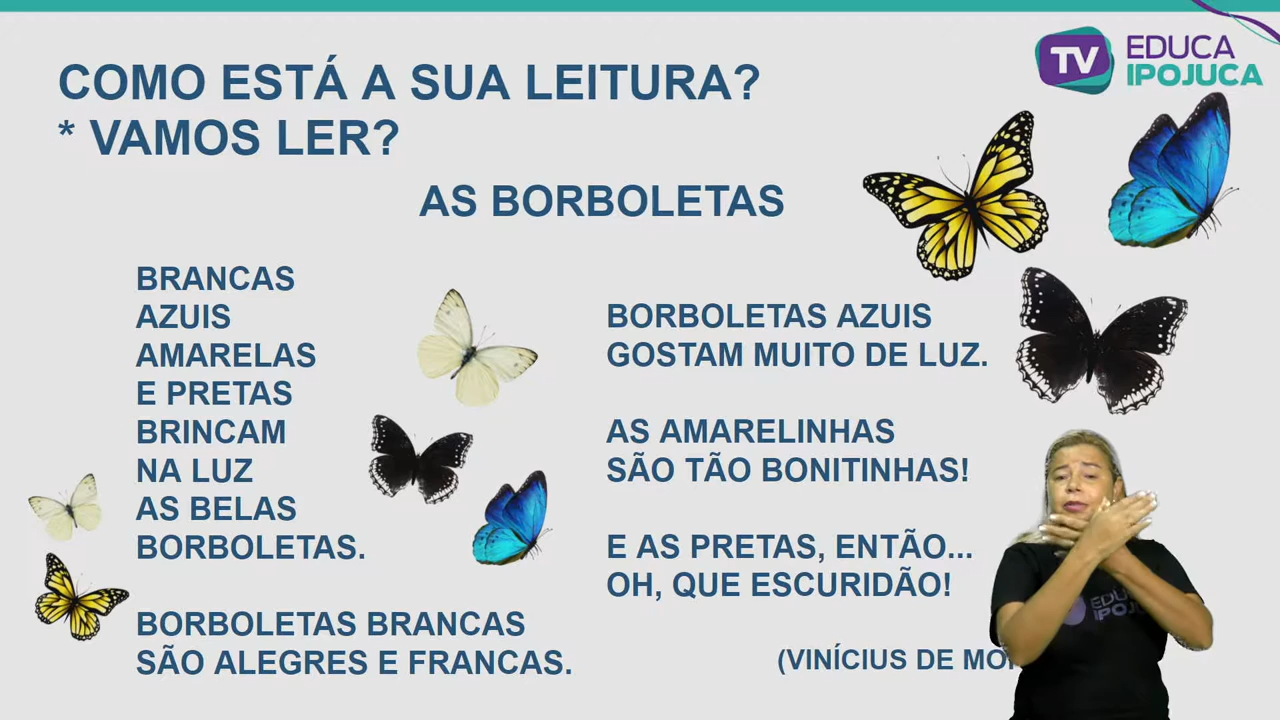 COMO ESTÁ A SUA LEITURA?
* VAMOS LER?
TV EDUCA
IPOJUCA
AS BORBOLETAS
BRANCAS
AZUIS
AMARELAS
E PRETAS
BRINCAM
NA LUZ
AS BELAS
BORBOLETAS.
BORBOLETAS BRANCAS
SÃO ALEGRES E FRANCAS.
BORBOLETAS AZUIS
GOSTAM MUITO DE LUZ.
AS AMARELINHAS
SÃO TÃO BONITINHAS!
E AS PRETAS, ENTÃO...
OH, QUE ESCURIDÃO!
(VINÍCIUS DE